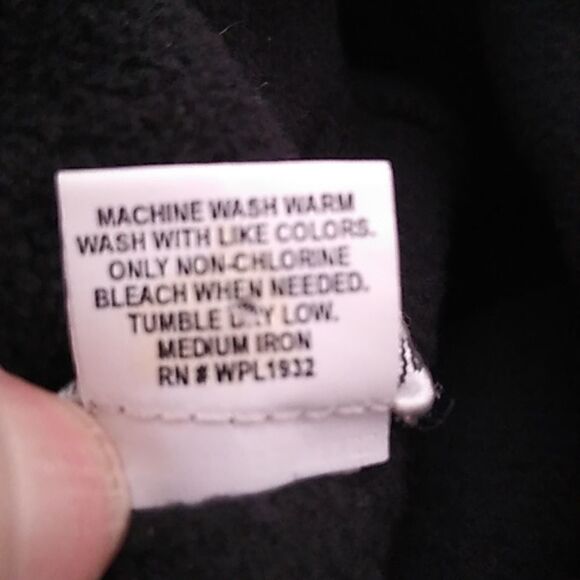 MACHINE WASH WARM
WASH WITH LIKE COLORS.
ONLY NON-CHLORINE
BLEACH WHEN NEEDED.
TUMBLE DRY LOW.
MEDIUM IRON
RN # WPL1932